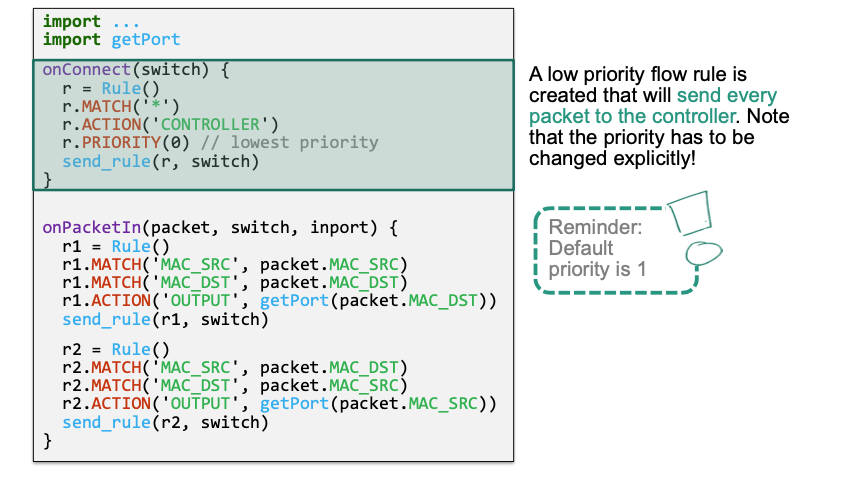 import ...
import getPort
onConnect(switch) {
r = Rule()
r.MATCH('*')
r.ACTION('CONTROLLER')
r.PRIORITY(0) // lowest priority
send_rule(r, switch)
}
onPacketIn(packet, switch, inport) {
r1 = Rule()
r1.MATCH('MAC_SRC', packet.MAC_SRC)
r1.MATCH('MAC_DST', packet.MAC_DST)
r1.ACTION('OUTPUT', getPort(packet.MAC_DST))
send_rule(r1, switch)
r2 = Rule()
r2.MATCH('MAC_SRC', packet.MAC_DST)
r2.MATCH('MAC_DST', packet.MAC_SRC)
r2.ACTION('OUTPUT', getPort(packet.MAC_SRC))
send_rule(r2, switch)
}
A low priority flow rule is
created that will send every
packet to the controller. Note
that the priority has to be
changed explicitly!
Reminder:
Default
priority is 1